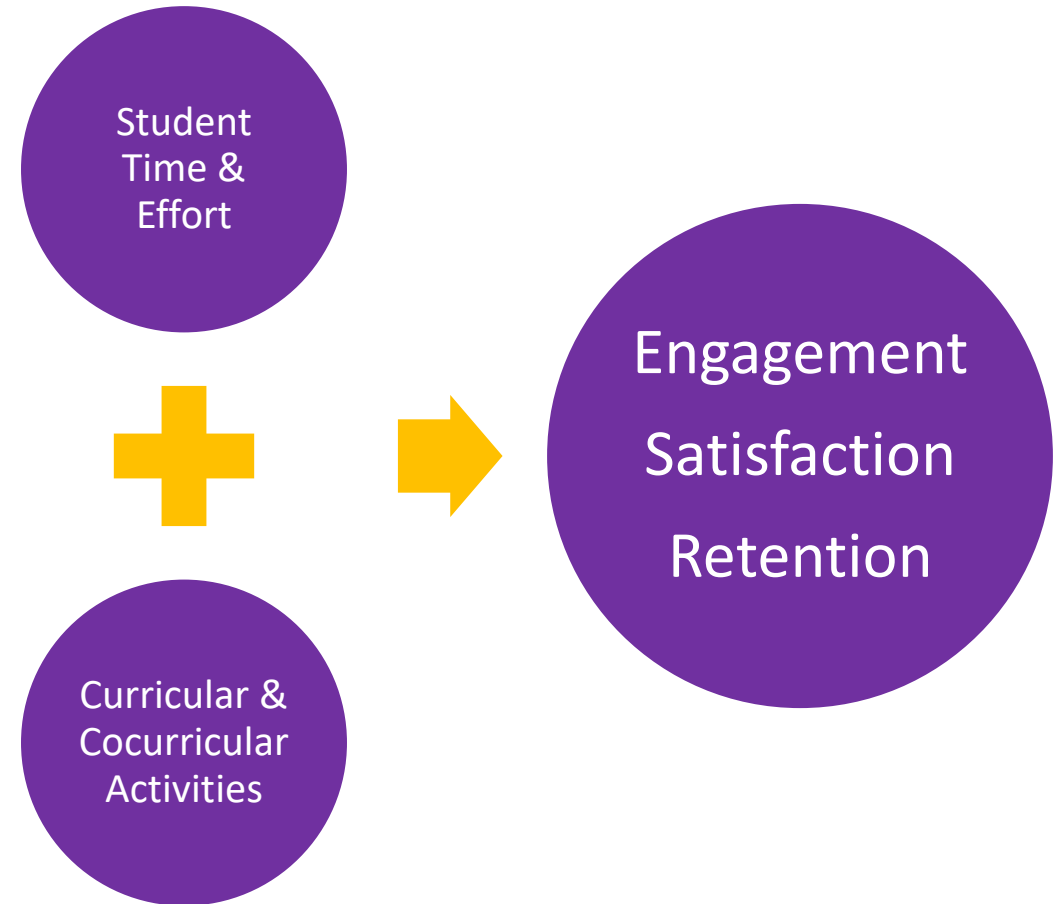 Student
Time &
Effort
Curricular &
Cocurricular
Activities
Engagement
Satisfaction
Retention